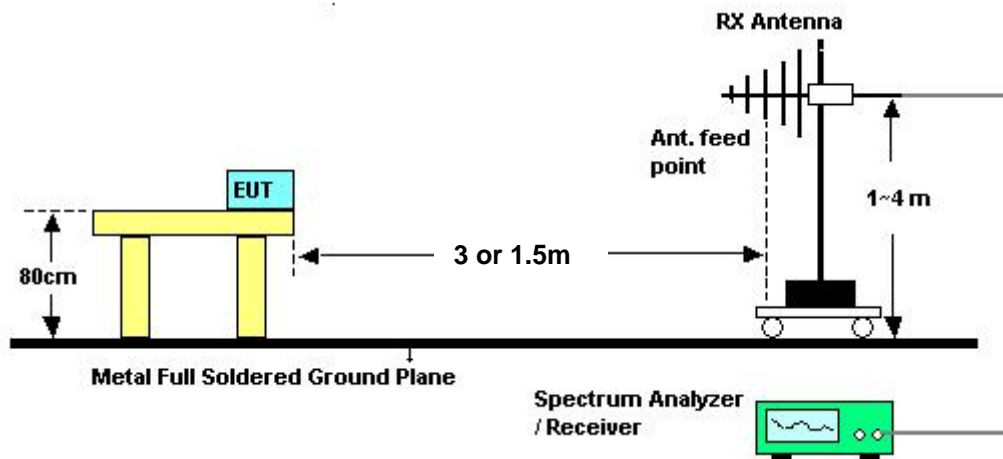 RX Antenna
Ant. feed
point
EUT
1~4 m
3 or 1.5m
80cm
Metal Full Soldered Ground Plane
Spectrum Analyzer
/ Receiver